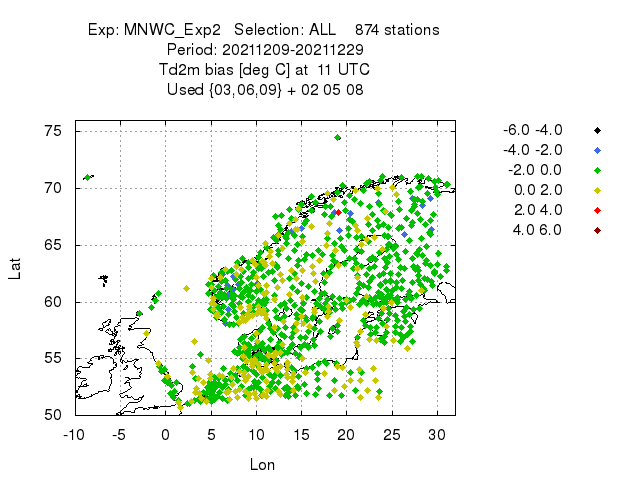 Exp: MNWC_Exp2 Selection: ALL 874 stations
Period: 20211209-20211229
Td2m bias [deg C] at 11 UTC
Used {03,06,09} + 02 05 08
-6.0 -4.0
-4.0 -2.0
-2.0 0.0
0.0 2.0
2.0 4.0
4.0 6.0
75
70
65
60
55
50
Lat
-10 -5 0 5 10 15 20 25 30
Lon